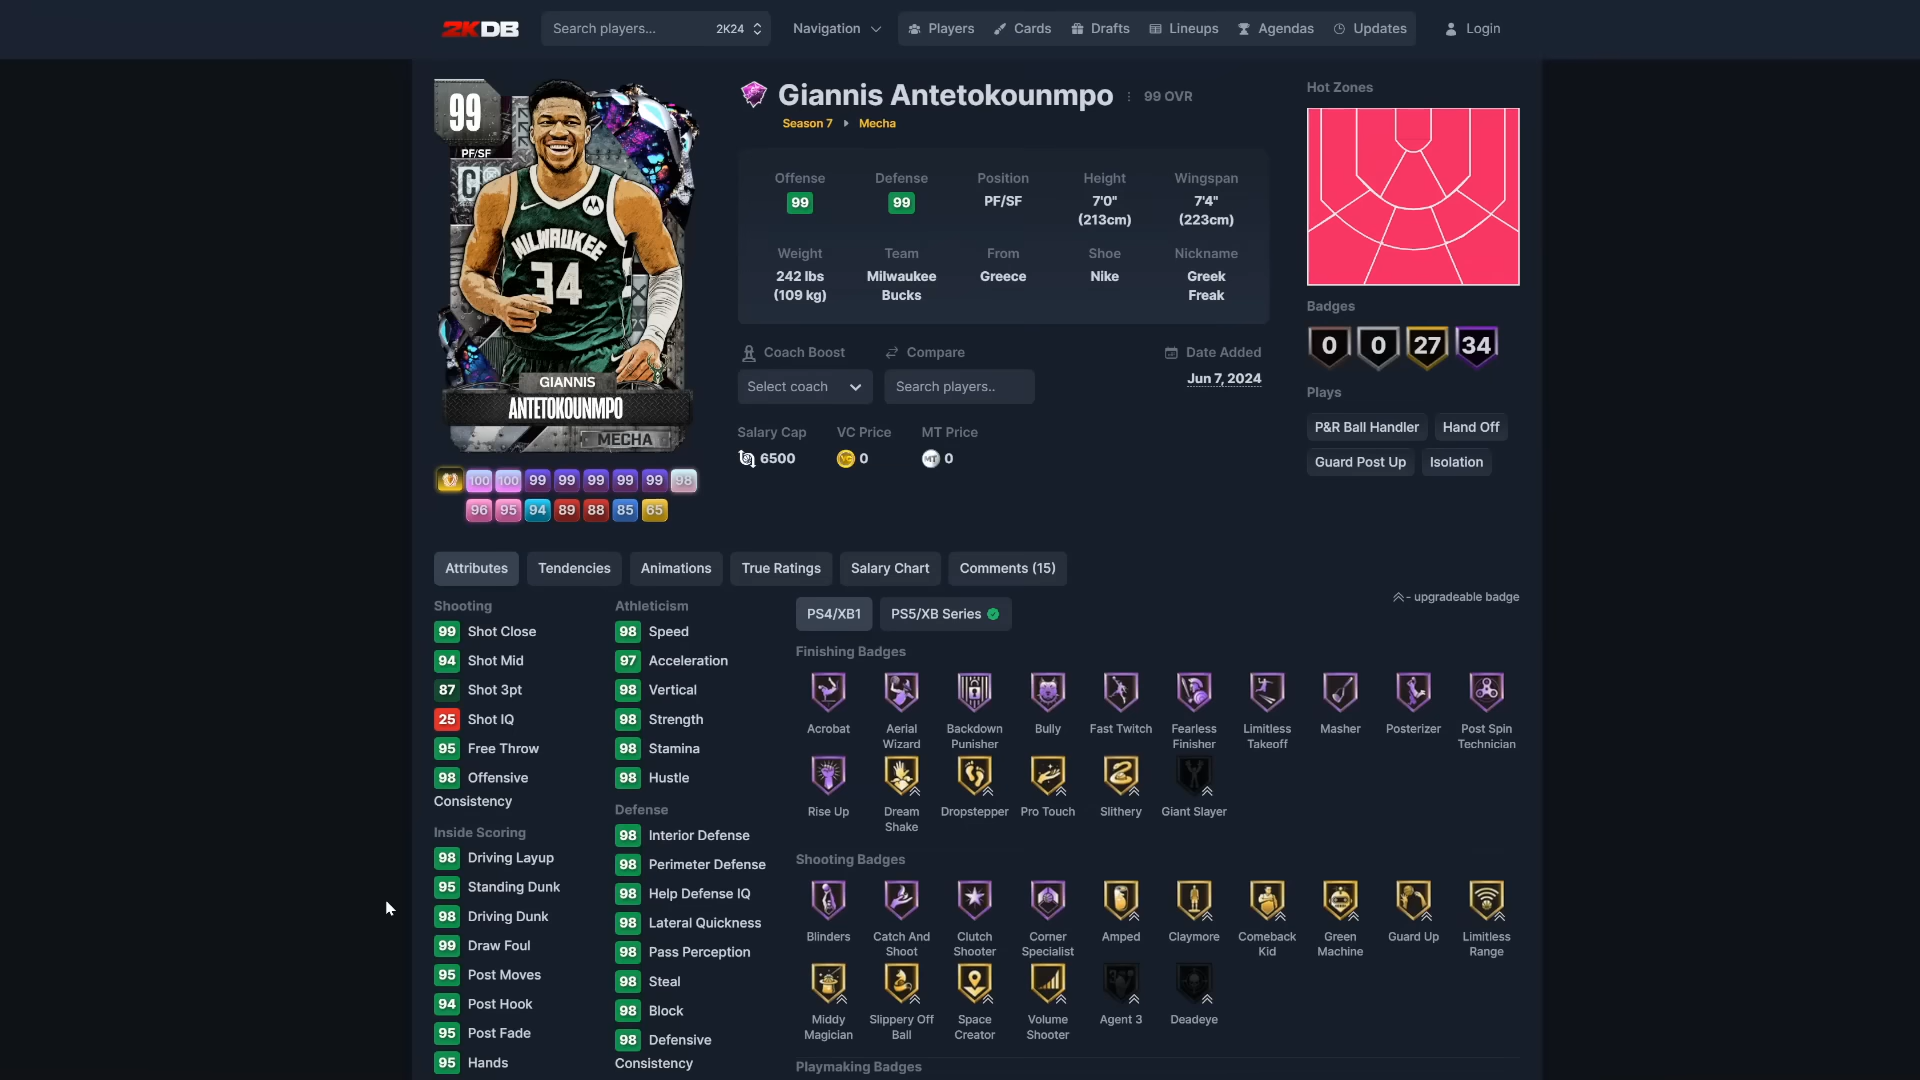 2KDB
Search players...
2K24
Navigation
Players
Cards
Drafts
Lineups
Agendas
Updates
Login
99
PF/SF
GIANNIS
ANTETOKOUNMPO
MECHA
MILWAUKEE
34
Giannis Antetokounmpo
99 OVR
Season 7
Mecha
Offense
Defense
Position
Height
Wingspan
99
99
PF/SF
7'0"
(213cm)
7'4"
(223cm)
Weight
Team
From
Shoe
Nickname
242 lbs
(109 kg)
Milwaukee
Bucks
Greece
Nike
Greek
Freak
Coach Boost
Compare
Date Added
Select coach
Search players..
Jun 7, 2024
Salary Cap
VC Price
MT Price
6500
VC 0
MT 0
Hot Zones
Badges
0
0
27
34
Plays
P&R Ball Handler
Hand Off
Guard Post Up
Isolation
100 100 99 99 99 99 99 98
96 95 94 89 88 85 65
Attributes
Tendencies
Animations
True Ratings
Salary Chart
Comments (15)
Shooting
99 Shot Close
94 Shot Mid
87 Shot 3pt
25 Shot IQ
95 Free Throw
98 Offensive
Consistency
Inside Scoring
98 Driving Layup
95 Standing Dunk
98 Driving Dunk
99 Draw Foul
95 Post Moves
94 Post Hook
95 Post Fade
95 Hands
Athleticism
98 Speed
97 Acceleration
98 Vertical
98 Strength
98 Stamina
98 Hustle
Defense
98 Interior Defense
98 Perimeter Defense
98 Help Defense IQ
98 Lateral Quickness
98 Pass Perception
98 Steal
98 Block
98 Defensive
Consistency
PS4/XB1
PS5/XB Series
- upgradeable badge
Finishing Badges
Acrobat
Aerial
Wizard
Backdown
Punisher
Bully
Fast Twitch
Fearless
Finisher
Limitless
Takeoff
Masher
Posterizer
Post Spin
Technician
Rise Up
Dream
Shake
Dropstepper
Pro Touch
Slithery
Giant Slayer
Shooting Badges
Blinders
Catch And
Shoot
Clutch
Shooter
Corner
Specialist
Amped
Claymore
Comeback
Kid
Green
Machine
Guard Up
Limitless
Range
Middy
Magician
Slippery Off
Ball
Space
Creator
Volume
Shooter
Agent 3
Deadeye
Playmaking Badges